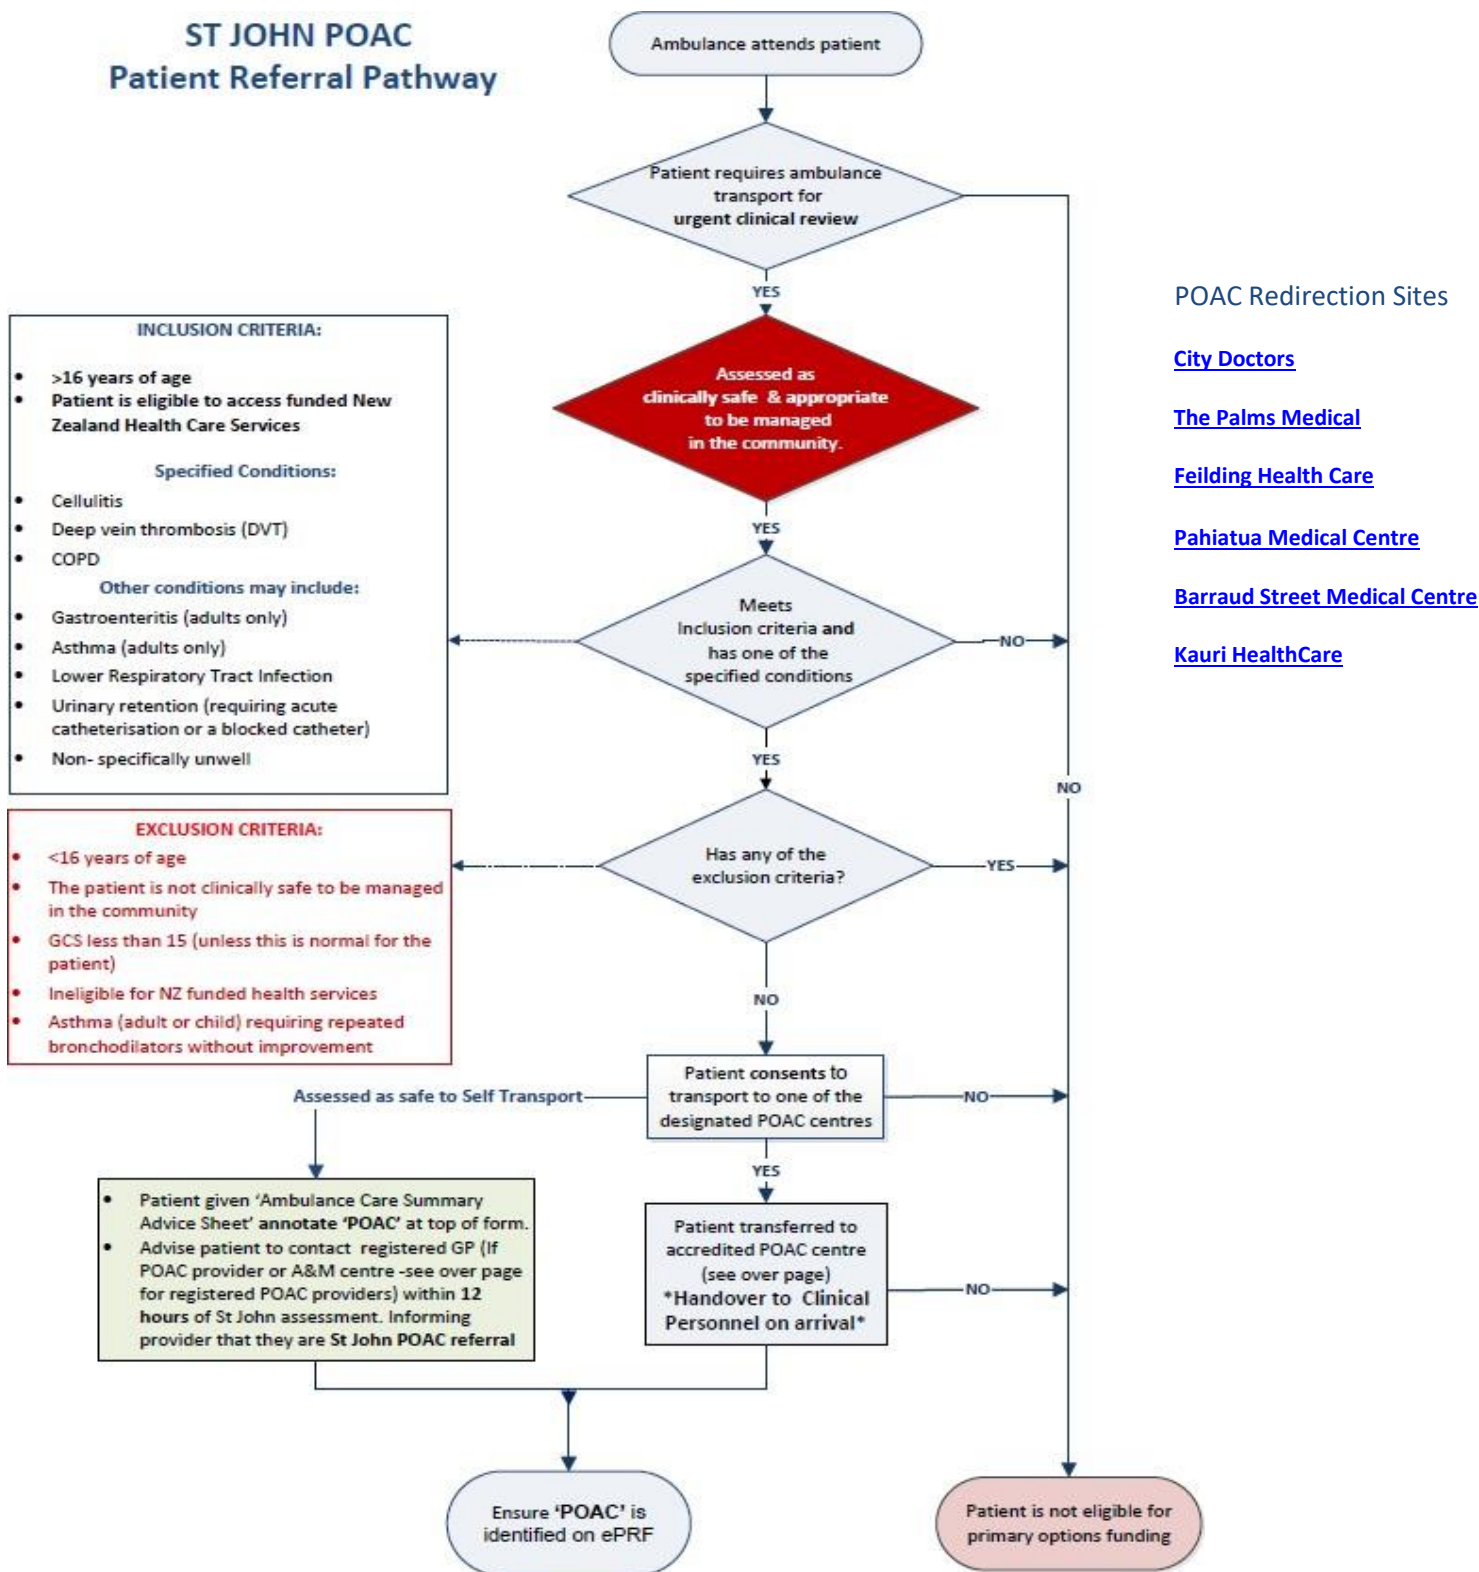 ST JOHN POAC
Patient Referral Pathway
Ambulance attends patient
Patient requires ambulance
transport for
urgent clinical review
YES
Assessed as
clinically safe & appropriate
to be managed
in the community.
YES
Meets
Inclusion criteria and
has one of the
specified conditions
NO
YES
NO
Has any of the
exclusion criteria?
YES
NO
Patient consents to
transport to one of the
designated POAC centres
NO
Assessed as safe to Self Transport
YES
Patient transferred to
accredited POAC centre
(see over page)
*Handover to Clinical
Personnel on arrival*
NO
INCLUSION CRITERIA:
• >16 years of age
• Patient is eligible to access funded New
Zealand Health Care Services
Specified Conditions:
• Cellulitis
• Deep vein thrombosis (DVT)
• COPD
Other conditions may include:
• Gastroenteritis (adults only)
• Asthma (adults only)
• Lower Respiratory Tract Infection
• Urinary retention (requiring acute
catheterisation or a blocked catheter)
• Non- specifically unwell
EXCLUSION CRITERIA:
• <16 years of age
• The patient is not clinically safe to be managed
in the community
• GCS less than 15 (unless this is normal for the
patient)
• Ineligible for NZ funded health services
• Asthma (adult or child) requiring repeated
bronchodilators without improvement
• Patient given ‘Ambulance Care Summary
Advice Sheet’ annotate ‘POAC’ at top of form.
• Advise patient to contact registered GP (If
POAC provider or A&M centre -see over page
for registered POAC providers) within 12
hours of St John assessment. Informing
provider that they are St John POAC referral
Ensure ‘POAC’ is
identified on ePRF
Patient is not eligible for
primary options funding
POAC Redirection Sites
City Doctors
The Palms Medical
Feilding Health Care
Pahiatua Medical Centre
Barraud Street Medical Centre
Kauri HealthCare